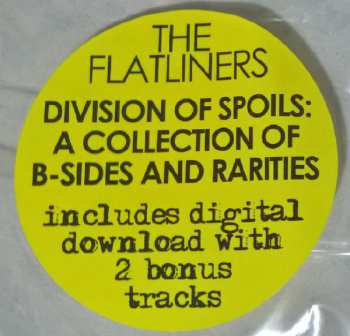 THE
FLATLINERS
DIVISION OF SPOILS:
A COLLECTION OF
B-SIDES AND RARITIES
includes digital
download with
2 bonus
tracks